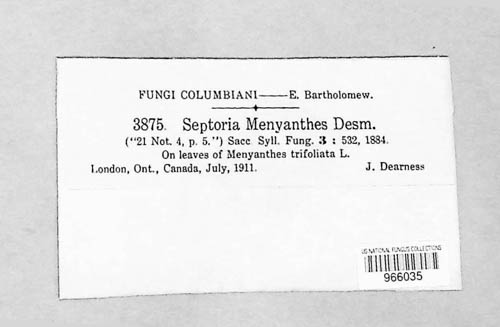 FUNGI COLUMBIANI——E. Bartholomew.
3875. Septoria Menyanthes Desm.
("21 Not. 4, p. 5.") Sacc. Syll. Fung. 3 : 532, 1884.
On leaves of Menyanthes trifoliata L.
London, Ont., Canada, July, 1911. J. Dearness
US NATIONAL FUNGUS COLLECTIONS
966035